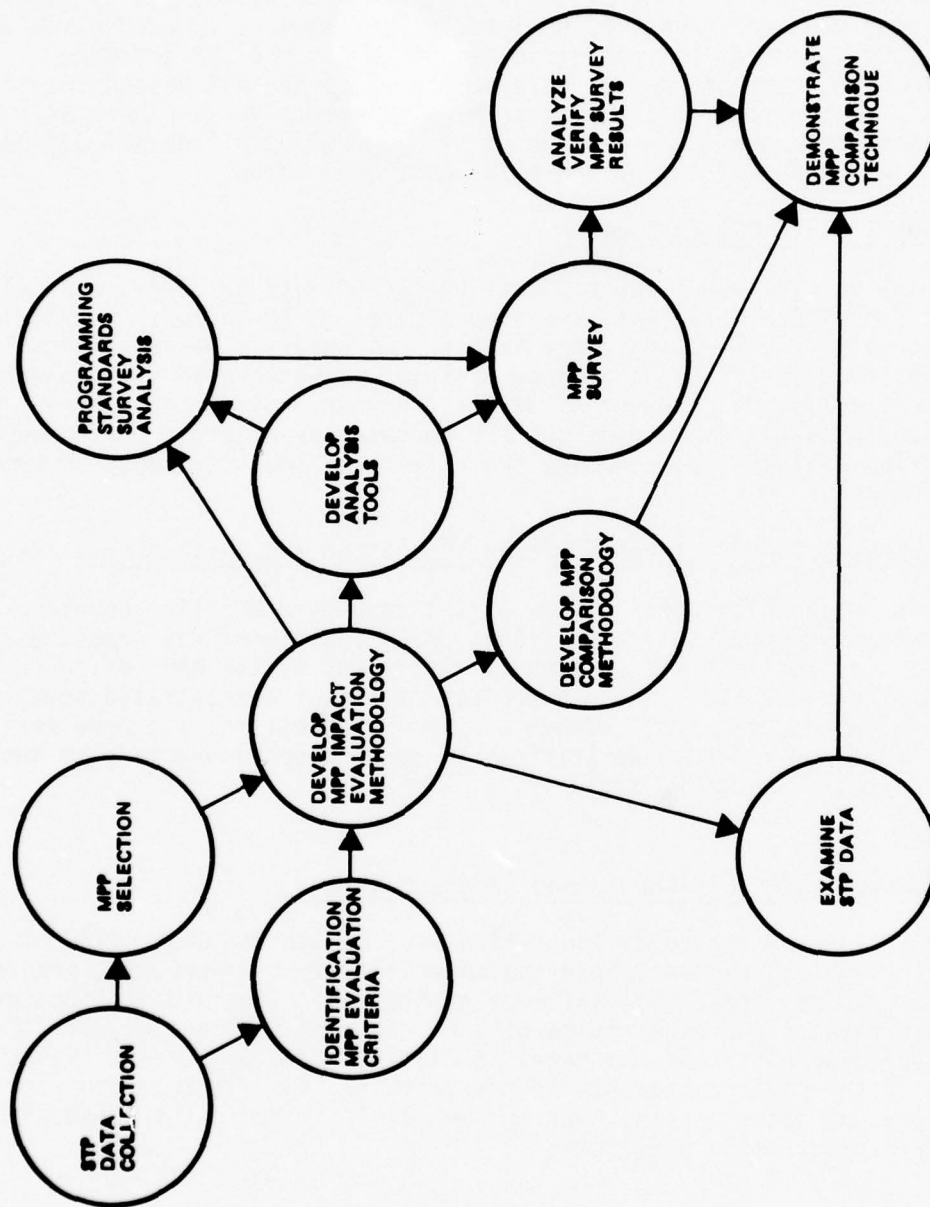 STP
DATA
COLLECTION
MPP
SELECTION
IDENTIFICATION
MPP EVALUATION
CRITERIA
DEVELOP
MPP IMPACT
EVALUATION
METHODOLOGY
PROGRAMMING
STANDARDS
SURVEY
ANALYSIS
DEVELOP
ANALYSIS
TOOLS
DEVELOP MPP
COMPARISON
METHODOLOGY
EXAMINE
STP DATA
MPP
SURVEY
ANALYZE
VERIFY
MPP SURVEY
RESULTS
DEMONSTRATE
MPP
COMPARISON
TECHNIQUE